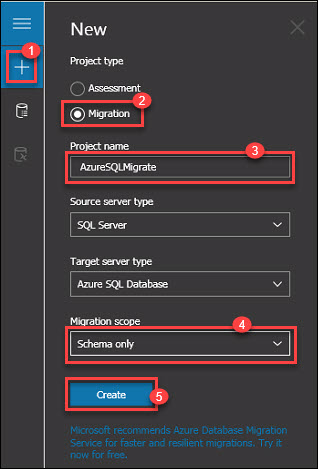 New
1
Project type
Assessment
Migration
2
Project name
3
AzureSQLMigrate
Source server type
SQL Server
Target server type
Azure SQL Database
Migration scope
4
Schema only
Create
5
Microsoft recommends Azure Database Migration
Service for faster and resilient migrations. Try it
now for free.